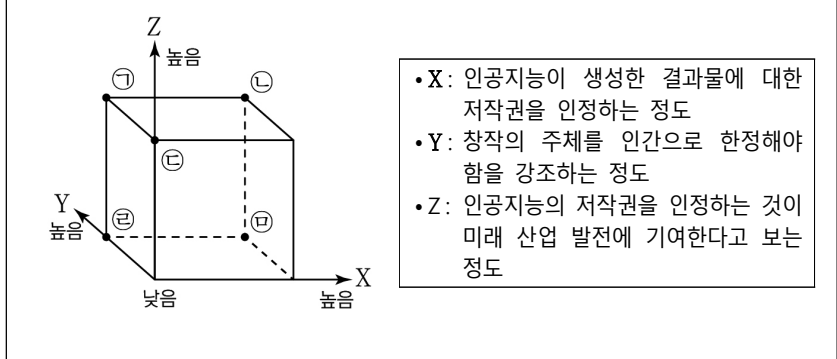 Z
높음
㉠
㉡
㉢
Y
높음
㉣
㉤
X
낮음
높음
• X: 인공지능이 생성한 결과물에 대한
저작권을 인정하는 정도
• Y: 창작의 주체를 인간으로 한정해야
함을 강조하는 정도
• Z: 인공지능의 저작권을 인정하는 것이
미래 산업 발전에 기여한다고 보는
정도